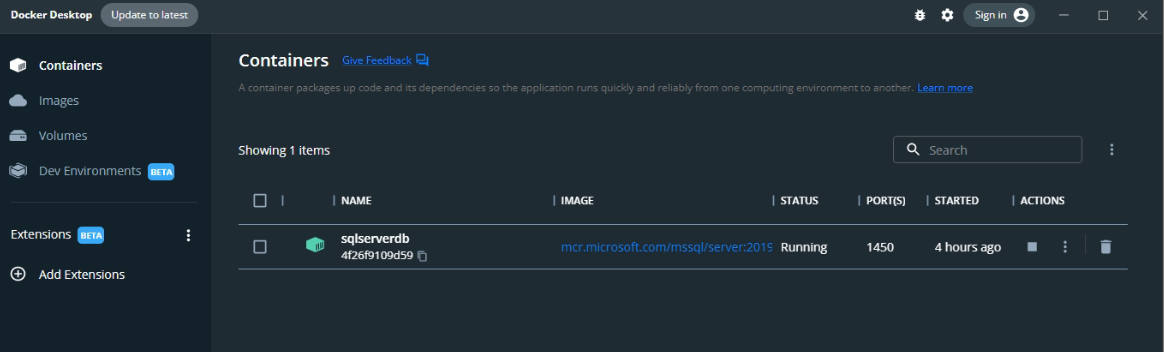 Docker Desktop Update to latest Sign in
Containers
Images
Volumes
Dev Environments BETA
Extensions BETA
Add Extensions
Containers Give Feedback
A container packages up code and its dependencies so the application runs quickly and reliably from one computing environment to another. Learn more
Showing 1 items Search
NAME IMAGE STATUS PORT(S) STARTED ACTIONS
sqlserverdb mcr.microsoft.com/mssql/server:2019 Running 1450 4 hours ago
4f26f9109d59